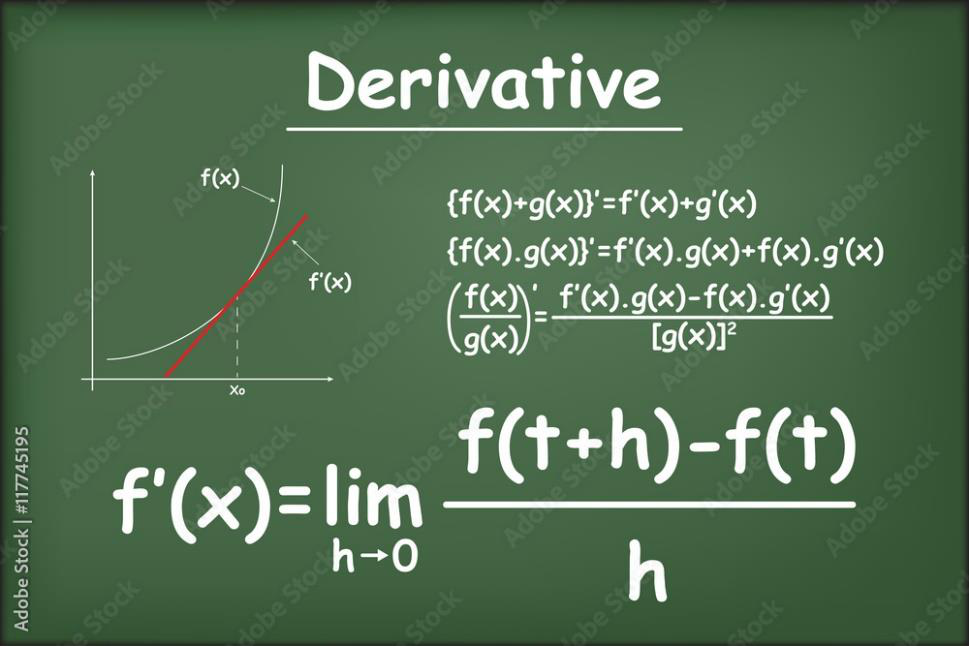 Derivative
f(x)
f'(x)
x₀
{f(x)+g(x)}'=f'(x)+g'(x)
{f(x).g(x)}'=f'(x).g(x)+f(x).g'(x)
(f(x)/g(x))'=f'(x).g(x)-f(x).g'(x)/[g(x)]²
f'(x)=lim h→0 f(t+h)-f(t)/h
Adobe Stock | #117745195